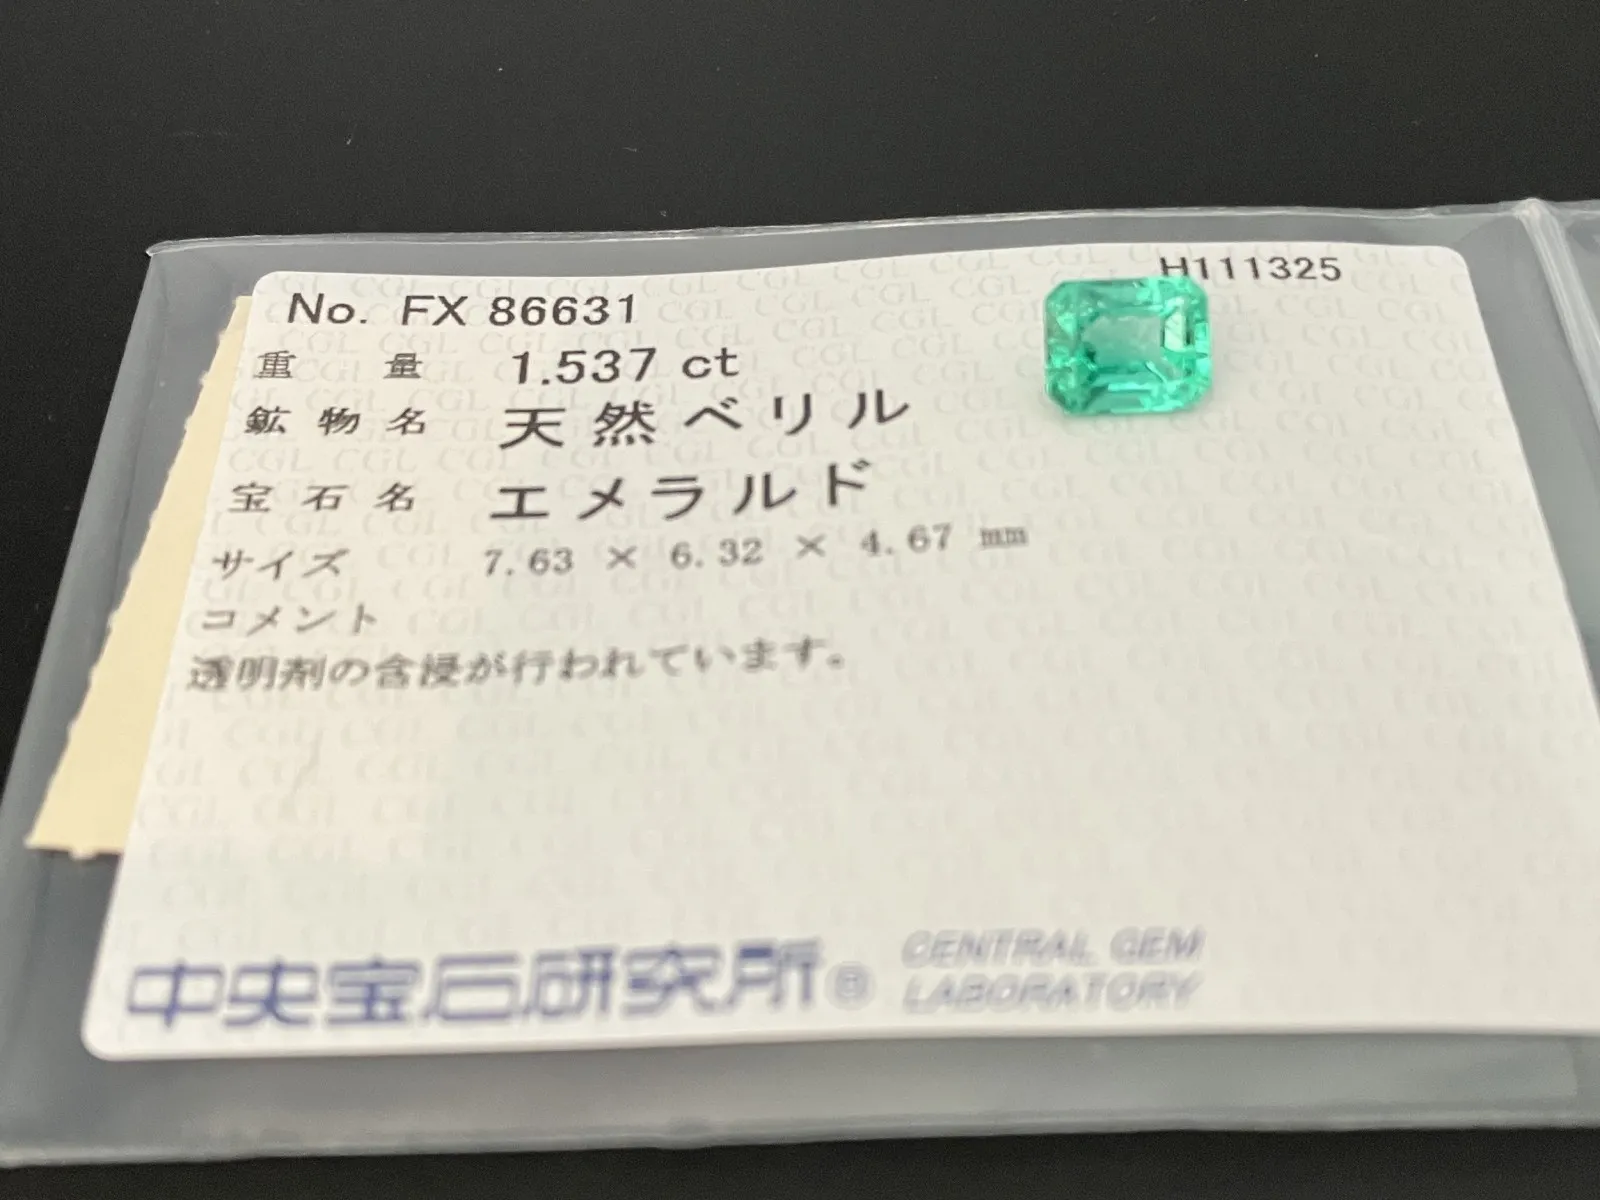 H111325
No. FX 86631
重量 1.537 ct
鉱物名 天然ベリル
宝石名 エメラルド
サイズ 7.63 × 6.32 × 4.67 mm
コメント
透明剤の含浸が行われています。
中央宝石研究所® CENTRAL GEM
LABORATORY